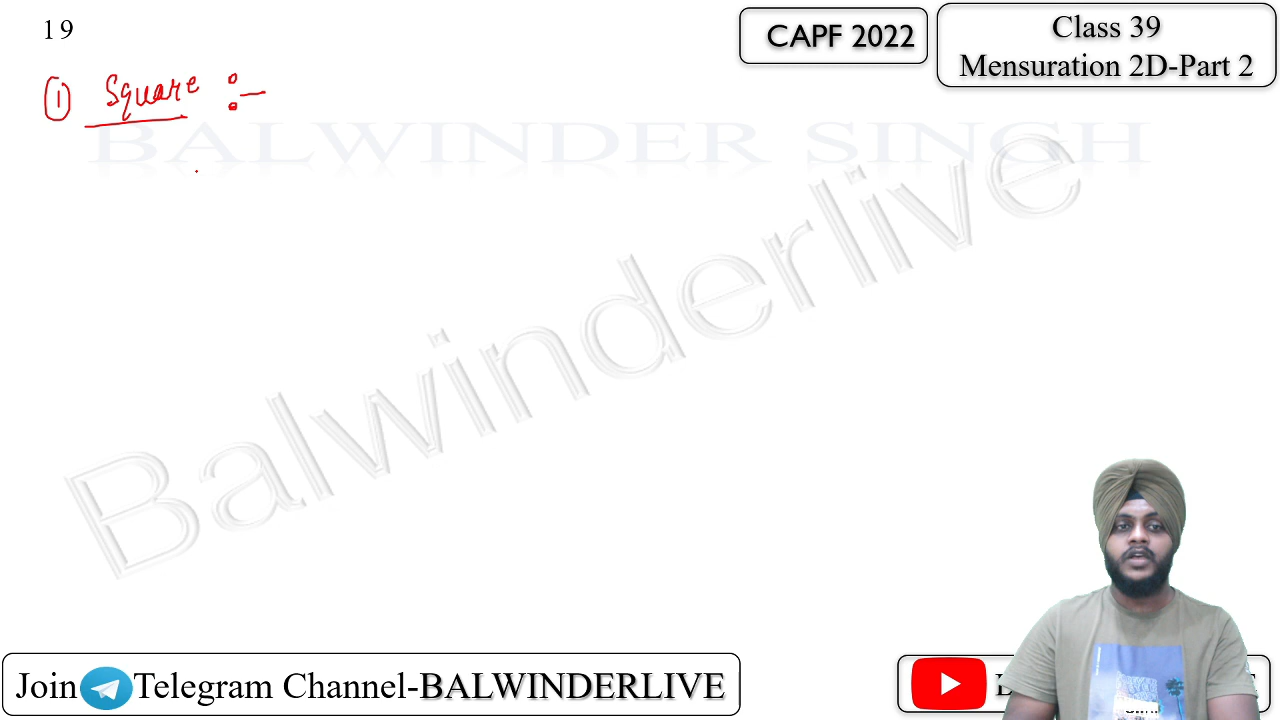 19
CAPF 2022
Class 39
Mensuration 2D-Part 2
① Square :-
BALWINDER SINGH
Balwinderlive
Join Telegram Channel-BALWINDERLIVE